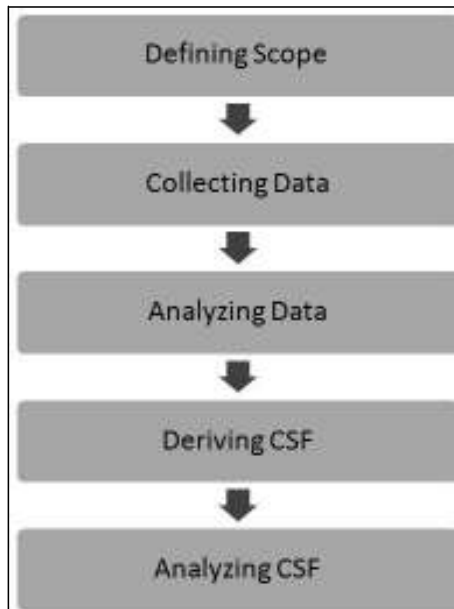 Defining Scope
Collecting Data
Analyzing Data
Deriving CSF
Analyzing CSF